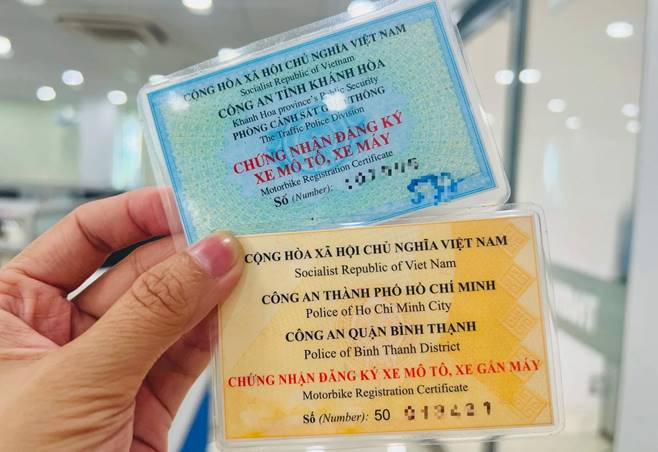 CỘNG HÒA XÃ HỘI CHỦ NGHĨA VIỆT NAM
Socialist Republic of Vietnam
CÔNG AN TỈNH KHÁNH HÒA
Khánh Hoa province's Public Security
PHÒNG CẢNH SÁT GIAO THÔNG
The Traffic Police Division
CHỨNG NHẬN ĐĂNG KÝ
XE MÔ TÔ, XE MÁY
Motorbike Registration Certificate
Số (Number):
CỘNG HÒA XÃ HỘI CHỦ NGHĨA VIỆT NAM
Socialist Republic of Viet Nam
CÔNG AN THÀNH PHỐ HỒ CHÍ MINH
Police of Ho Chi Minh City
CÔNG AN QUẬN BÌNH THẠNH
Police of Binh Thanh District
CHỨNG NHẬN ĐĂNG KÝ XE MÔ TÔ, XE GẮN MÁY
Motorbike Registration Certificate
Số (Number): 50